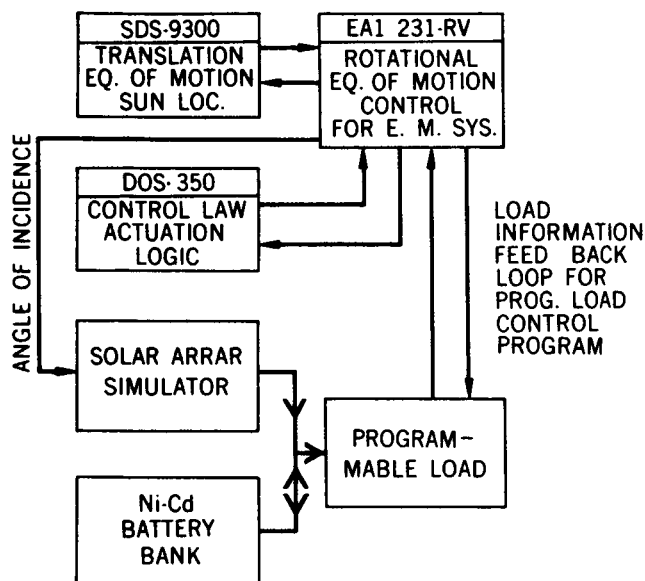 SDS-9300
TRANSLATION
EQ. OF MOTION
SUN LOC.
EA1 231-RV
ROTATIONAL
EQ. OF MOTION
CONTROL
FOR E. M. SYS.
ANGLE OF INCIDENCE
DOS-350
CONTROL LAW
ACTUATION
LOGIC
LOAD
INFORMATION
FEED BACK
LOOP FOR
PROG. LOAD
CONTROL
PROGRAM
SOLAR ARRAR
SIMULATOR
PROGRAM-
MABLE LOAD
Ni-Cd
BATTERY
BANK